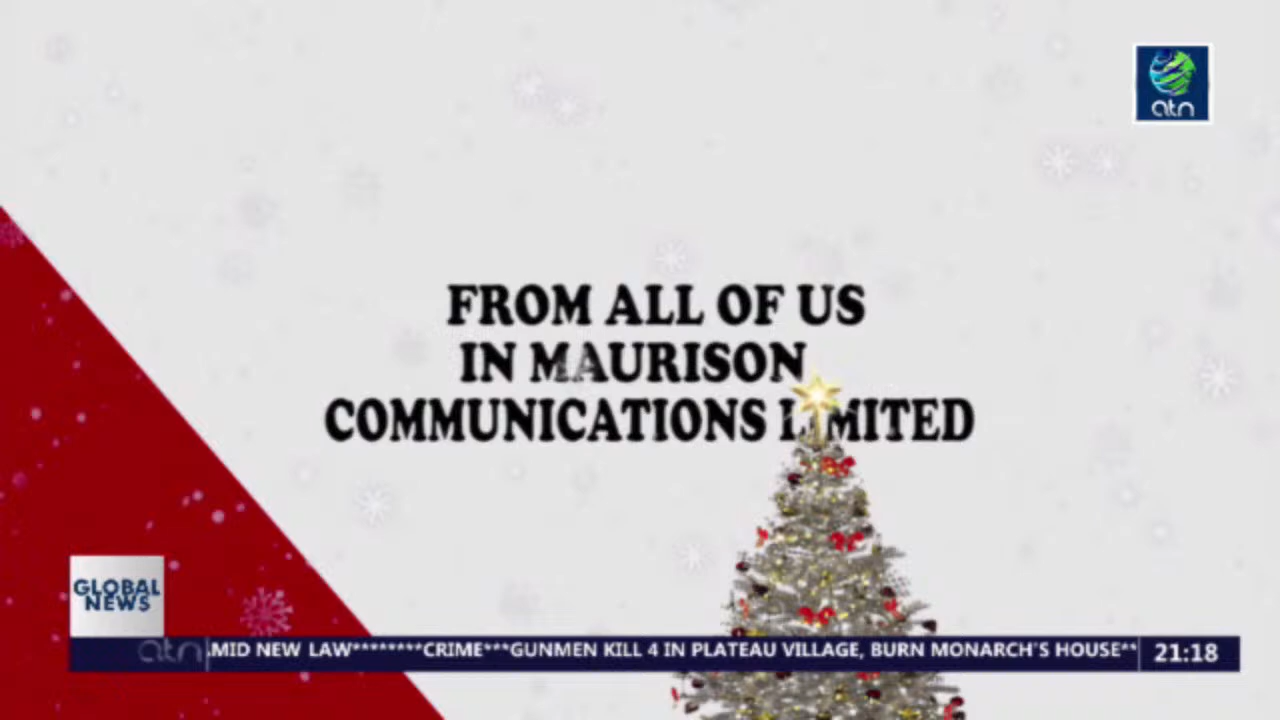 atn
FROM ALL OF US
IN MAURISON
COMMUNICATIONS LIMITED
GLOBAL
NEWS
atn
MID NEW LAW********CRIME***GUNMEN KILL 4 IN PLATEAU VILLAGE, BURN MONARCH'S HOUSE**
21:18